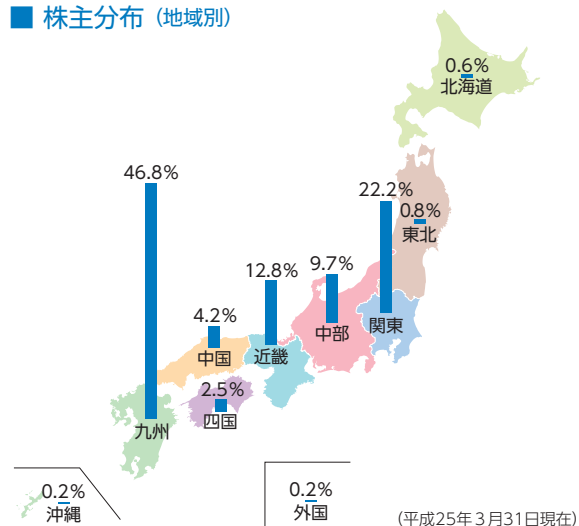 ■ 株主分布（地域別）
0.6%
北海道
46.8%
22.2%
0.8%
東北
12.8%
9.7%
4.2%
中国
近畿
中部
関東
2.5%
四国
九州
0.2%
沖縄
0.2%
外国
(平成25年3月31日現在)